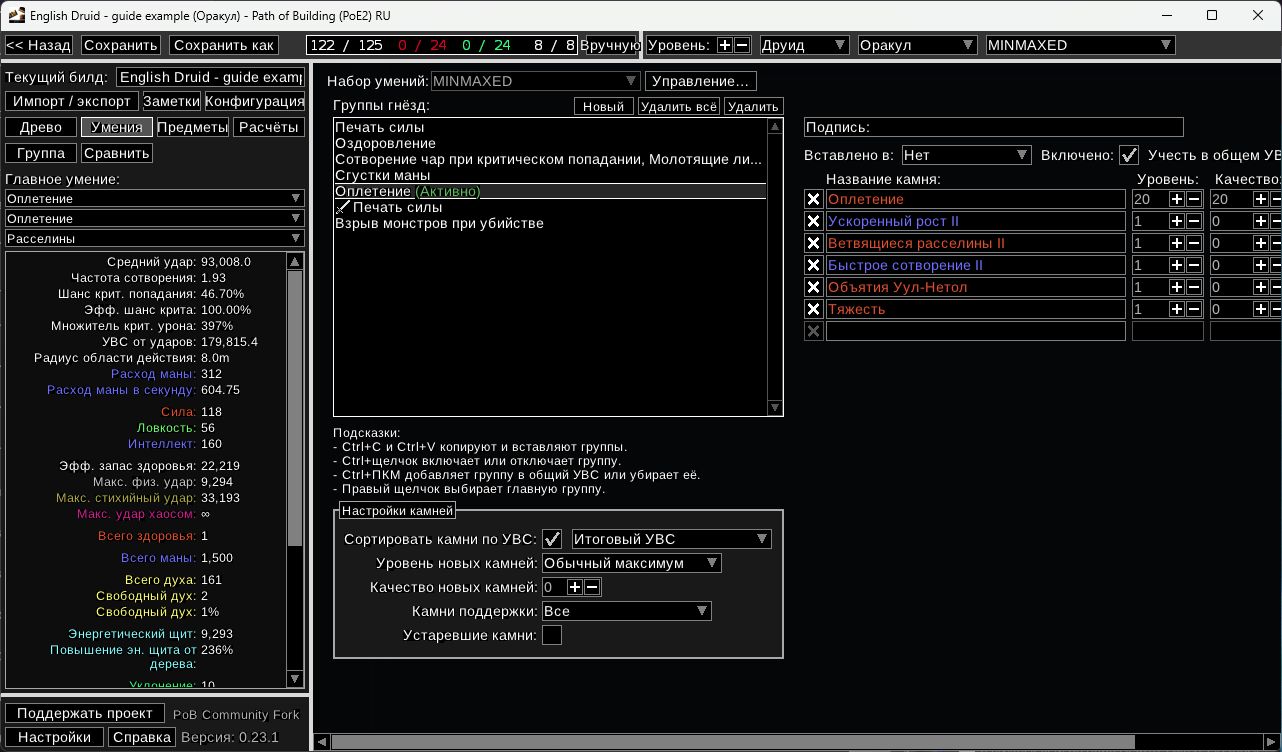 English Druid - guide example (Оракул) - Path of Building (PoE2) RU
<< Назад Сохранить Сохранить как 122 / 125 0 / 24 0 / 24 8 / 8 Вручную Уровень: Друид Оракул MINMAXED
Текущий билд: English Druid - guide examp
Импорт / экспорт Заметки Конфигурация
Древо Умения Предметы Расчёты
Группа Сравнить
Главное умение:
Оплетение
Оплетение
Расселины
Средний удар: 93,008.0
Частота сотворения: 1.93
Шанс крит. попадания: 46.70%
Эфф. шанс крита: 100.00%
Множитель крит. урона: 397%
УВС от ударов: 179,815.4
Радиус области действия: 8.0m
Расход маны: 312
Расход маны в секунду: 604.75
Сила: 118
Ловкость: 56
Интеллект: 160
Эфф. запас здоровья: 22,219
Макс. физ. удар: 9,294
Макс. стихийный удар: 33,193
Макс. удар хаосом: ∞
Всего здоровья: 1
Всего маны: 1,500
Всего духа: 161
Свободный дух: 2
Свободный дух: 1%
Энергетический щит: 9,293
Повышение эн. щита от 236%
дерева:
Уклонение: 10
Поддержать проект PoB Community Fork
Настройки Справка Версия: 0.23.1
Набор умений: MINMAXED Управление...
Группы гнёзд: Новый Удалить всё Удалить
Печать силы
Оздоровление
Сотворение чар при критическом попадании, Молотящие ли...
Сгустки маны
Оплетение (Активно)
Печать силы
Взрыв монстров при убийстве
Подсказки:
- Ctrl+C и Ctrl+V копируют и вставляют группы.
- Ctrl+щелчок включает или отключает группу.
- Ctrl+ПКМ добавляет группу в общий УВС или убирает её.
- Правый щелчок выбирает главную группу.
Настройки камней
Сортировать камни по УВС: Итоговый УВС
Уровень новых камней: Обычный максимум
Качество новых камней: 0
Камни поддержки: Все
Устаревшие камни:
Подпись:
Вставлено в: Нет Включено: Учесть в общем УВ
Название камня: Уровень: Качество:
Оплетение 20 20
Ускоренный рост II 1 0
Ветвящиеся расселины II 1 0
Быстрое сотворение II 1 0
Объятия Уул-Нетол 1 0
Тяжесть 1 0